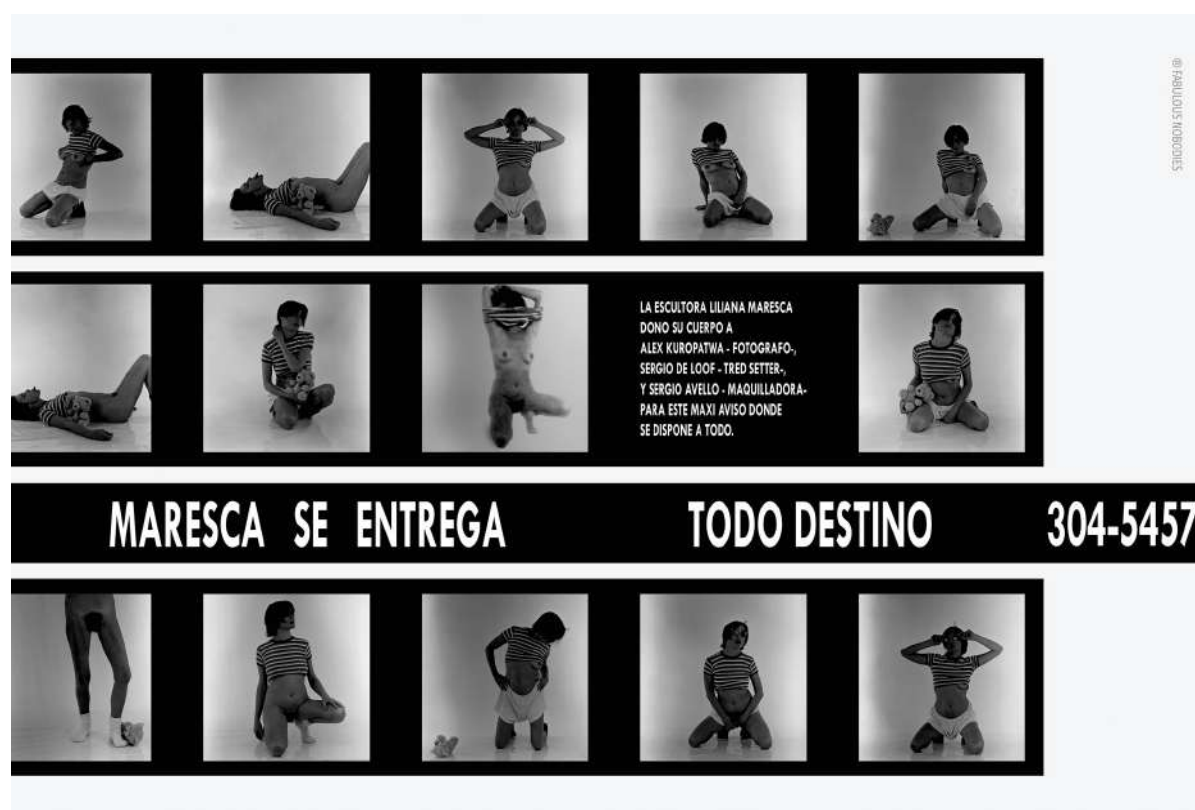 ® FABULOUS NOBODIES
LA ESCULTORA LILIANA MARESCA
DONO SU CUERPO A
ALEX KUROPATWA - FOTOGRAFO-,
SERGIO DE LOOF - TRED SETTER-,
Y SERGIO AVELLO - MAQUILLADORA-
PARA ESTE MAXI AVISO DONDE
SE DISPONE A TODO.
MARESCA SE ENTREGA TODO DESTINO 304-5457